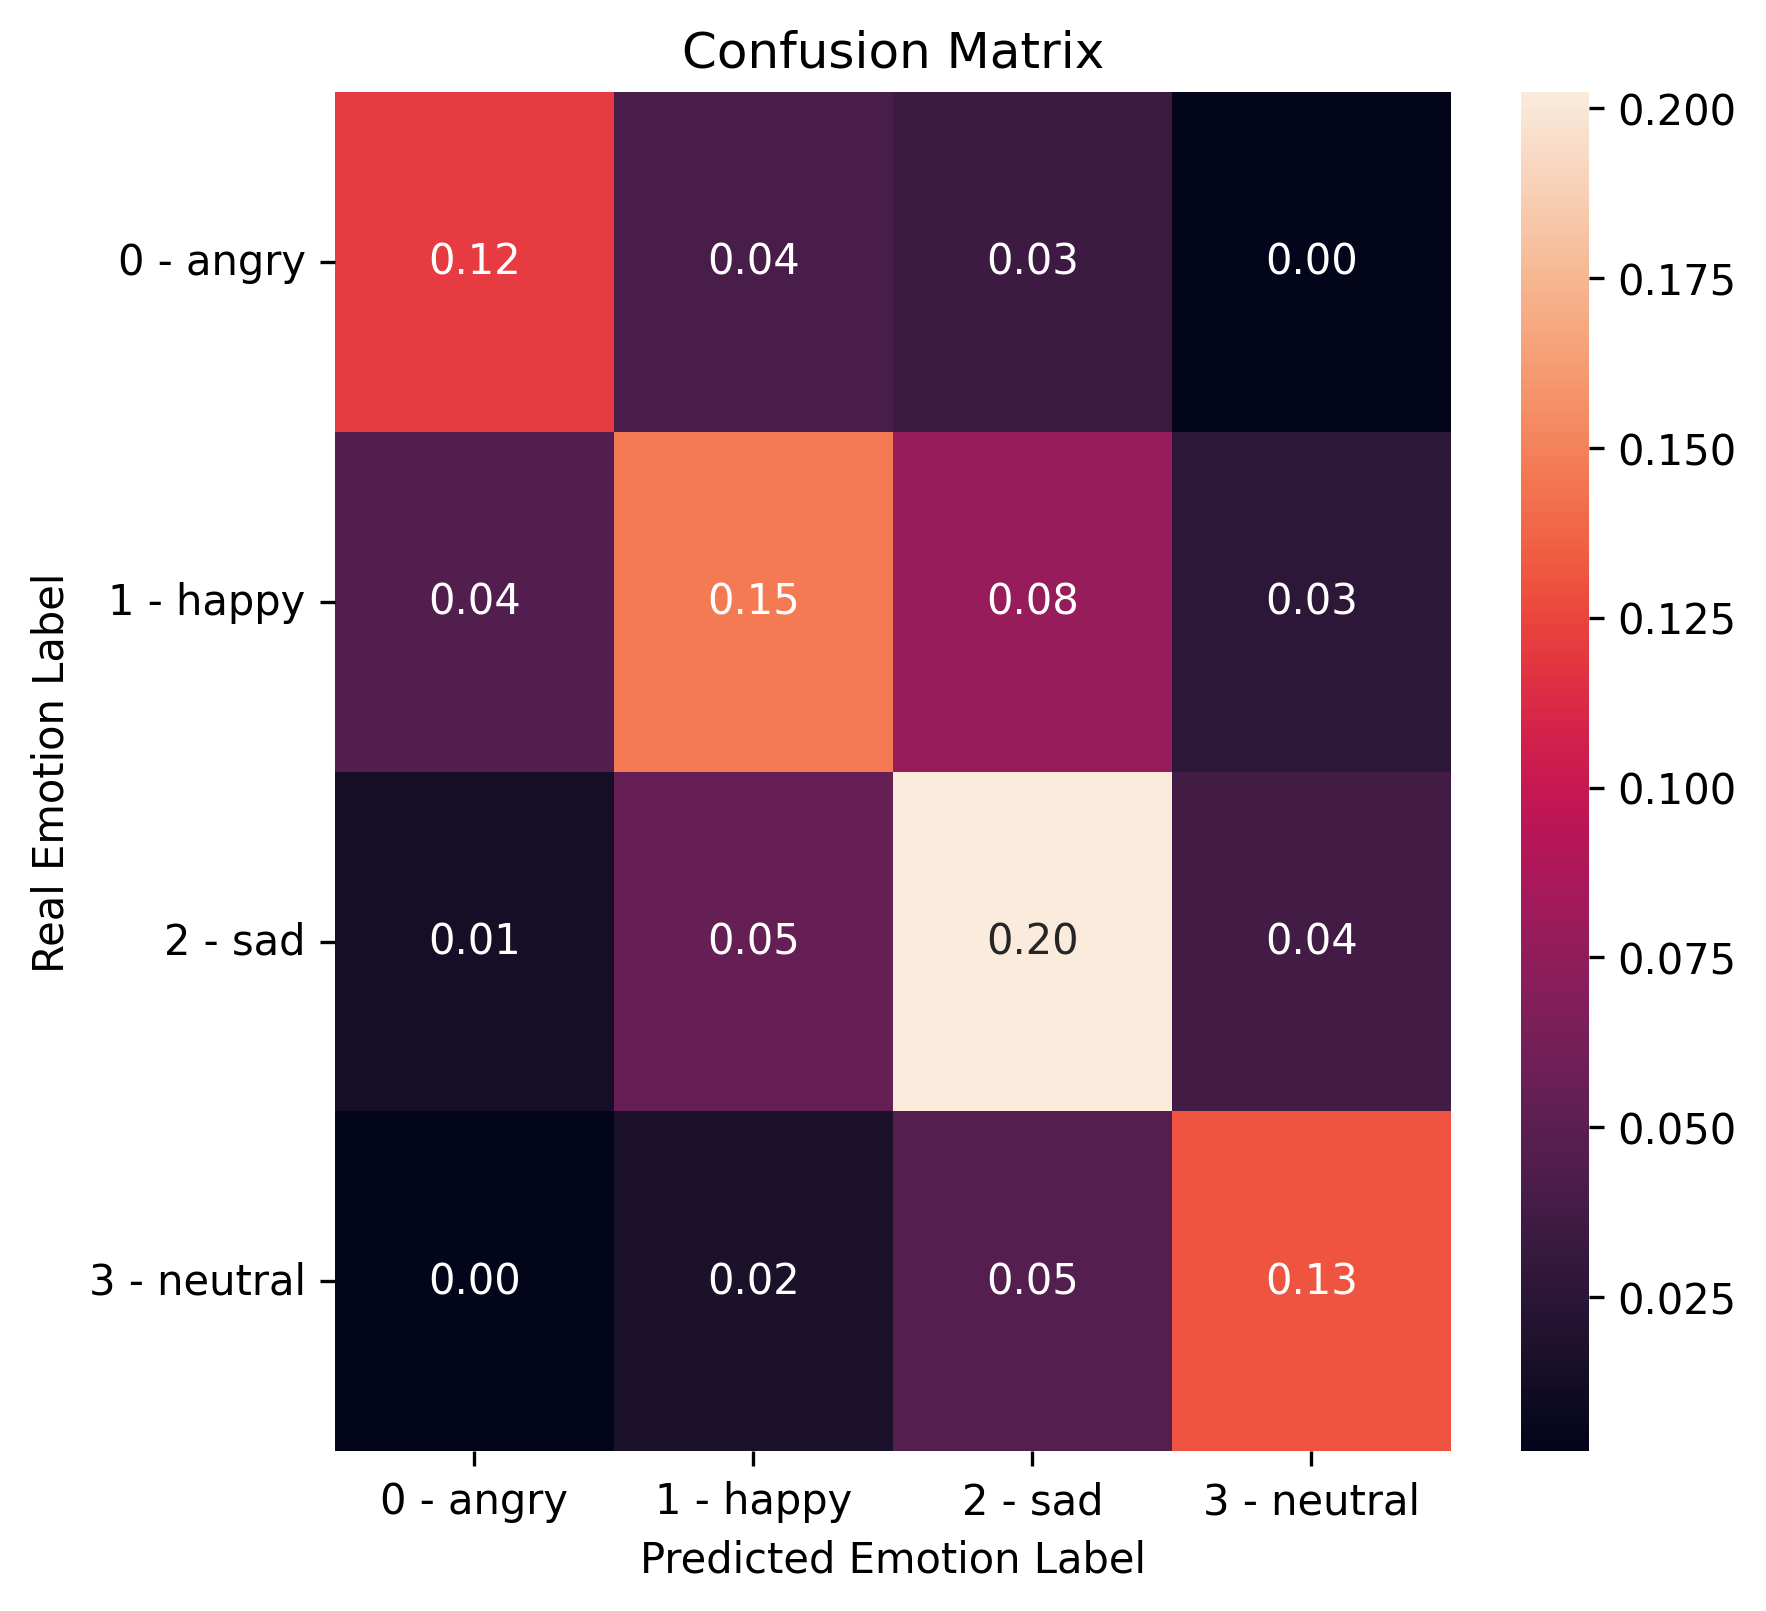 Confusion Matrix
Real Emotion Label
0 - angry 0.12 0.04 0.03 0.00
1 - happy 0.04 0.15 0.08 0.03
2 - sad 0.01 0.05 0.20 0.04
3 - neutral 0.00 0.02 0.05 0.13
0 - angry 1 - happy 2 - sad 3 - neutral
Predicted Emotion Label
0.200
0.175
0.150
0.125
0.100
0.075
0.050
0.025